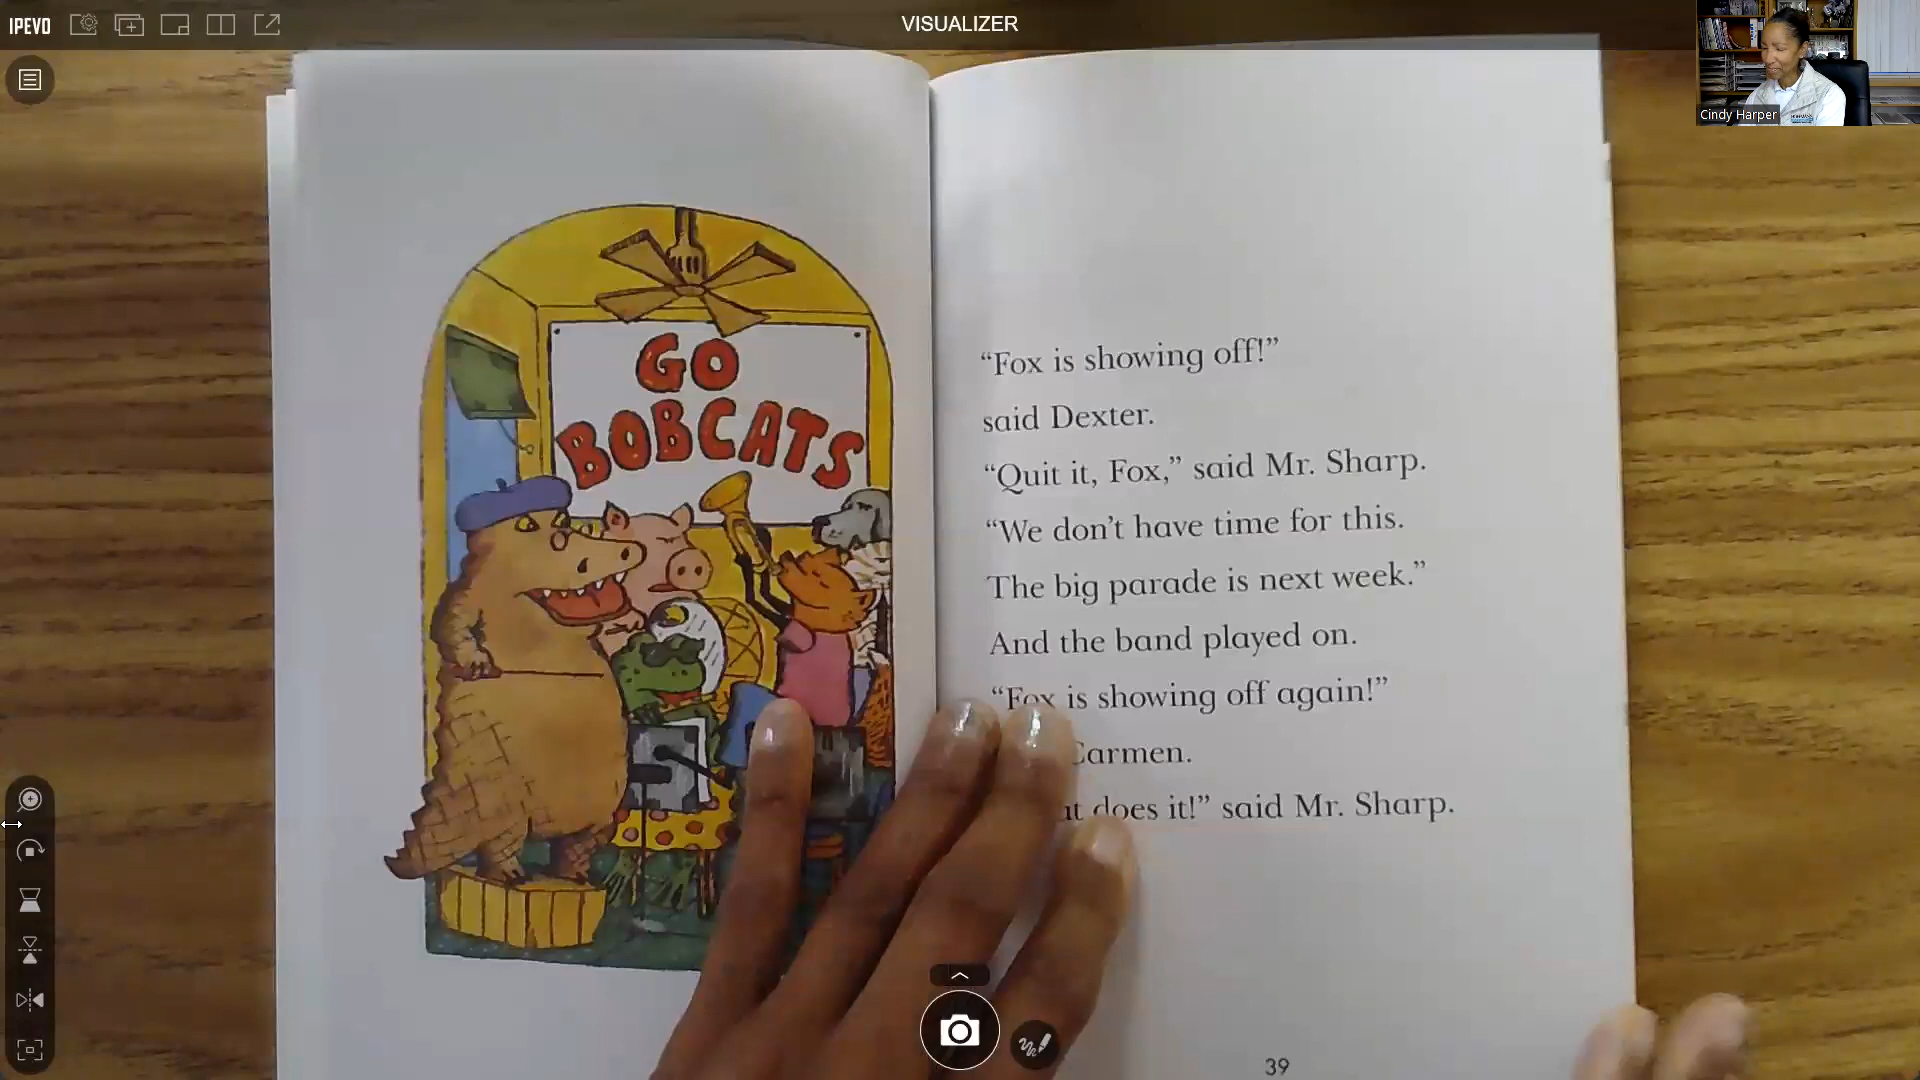 IPEVO
VISUALIZER
Cindy Harper
GO
BOBCATS
“Fox is showing off!”
said Dexter.
“Quit it, Fox,” said Mr. Sharp.
“We don’t have time for this.
The big parade is next week.”
And the band played on.
“Fox is showing off again!”
Carmen.
does it!” said Mr. Sharp.
39